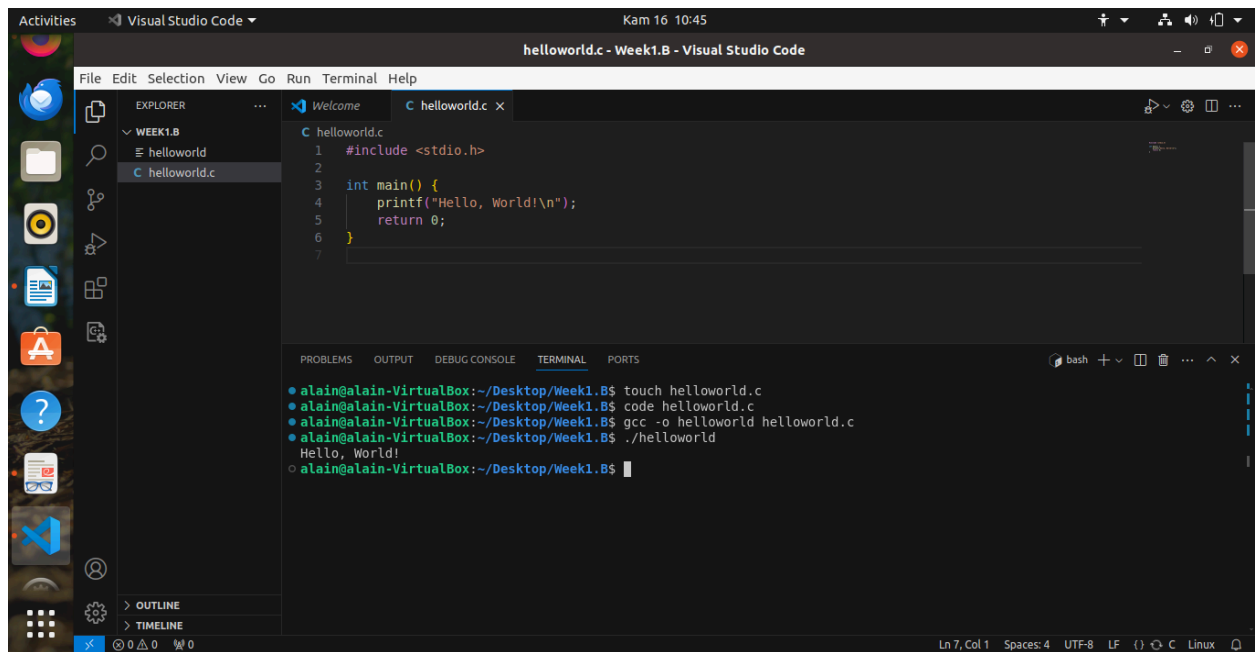 Activities
Visual Studio Code
Kam 16 10:45
helloworld.c - Week1.B - Visual Studio Code
File Edit Selection View Go Run Terminal Help
EXPLORER
WEEK1.B
helloworld
C helloworld.c
Welcome
C helloworld.c
C helloworld.c
1 #include <stdio.h>
2
3 int main() {
4     printf("Hello, World!\n");
5     return 0;
6 }
7
PROBLEMS OUTPUT DEBUG CONSOLE TERMINAL PORTS
bash
alain@alain-VirtualBox:~/Desktop/Week1.B$ touch helloworld.c
alain@alain-VirtualBox:~/Desktop/Week1.B$ code helloworld.c
alain@alain-VirtualBox:~/Desktop/Week1.B$ gcc -o helloworld helloworld.c
alain@alain-VirtualBox:~/Desktop/Week1.B$ ./helloworld
Hello, World!
alain@alain-VirtualBox:~/Desktop/Week1.B$
OUTLINE
TIMELINE
0 0 0
Ln 7, Col 1 Spaces: 4 UTF-8 LF {} C Linux